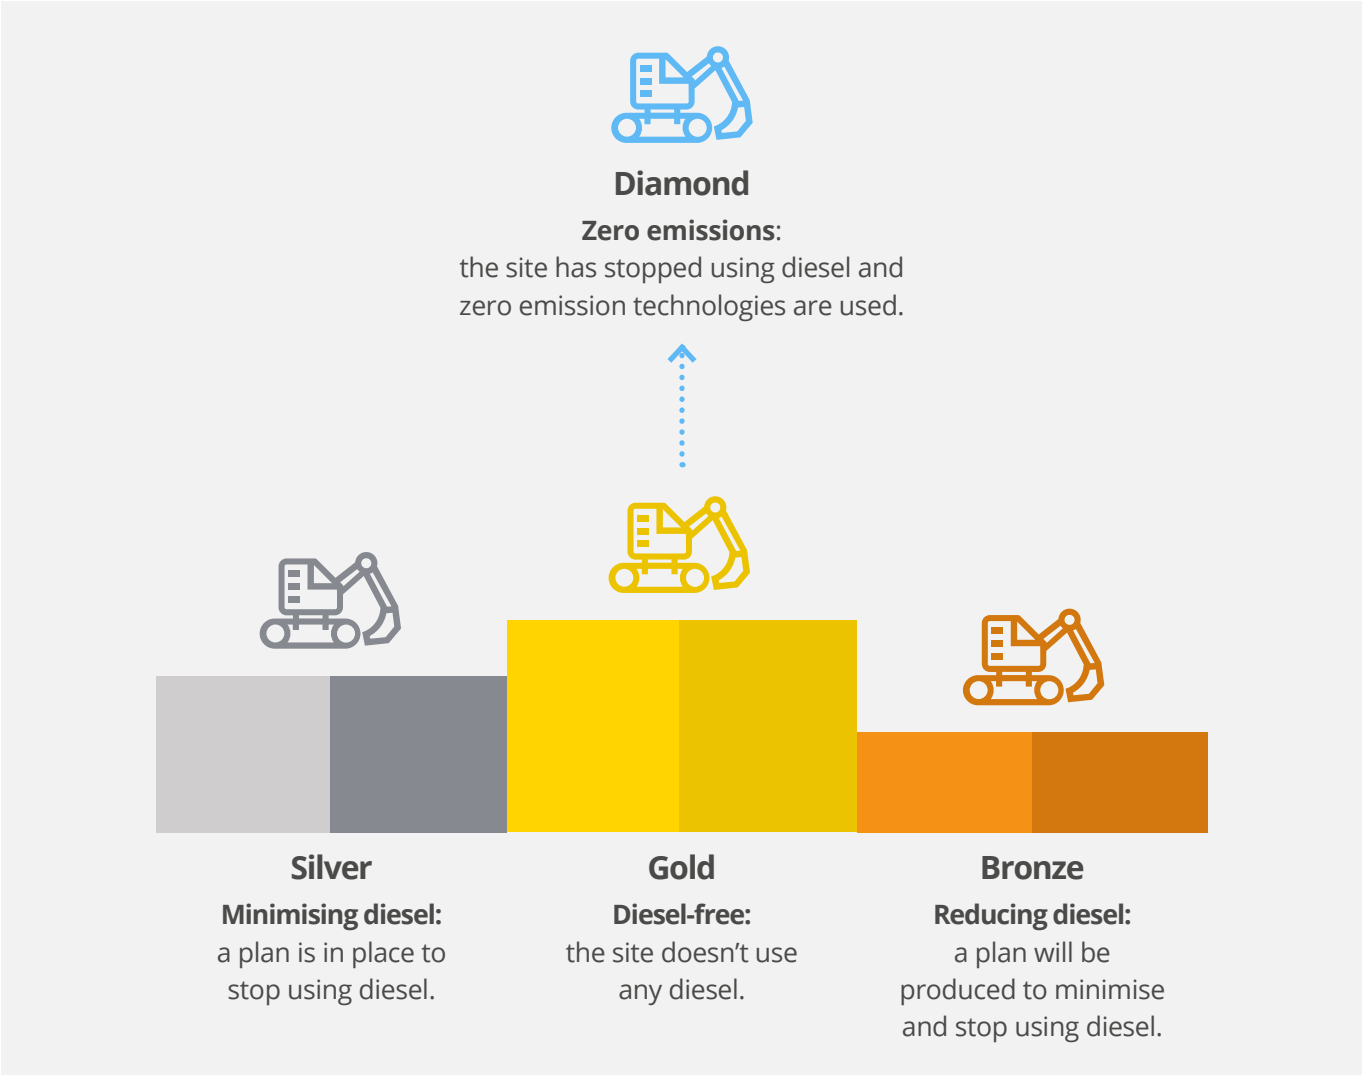 Diamond
Zero emissions:
the site has stopped using diesel and
zero emission technologies are used.
Silver
Minimising diesel:
a plan is in place to
stop using diesel.
Gold
Diesel-free:
the site doesn’t use
any diesel.
Bronze
Reducing diesel:
a plan will be
produced to minimise
and stop using diesel.